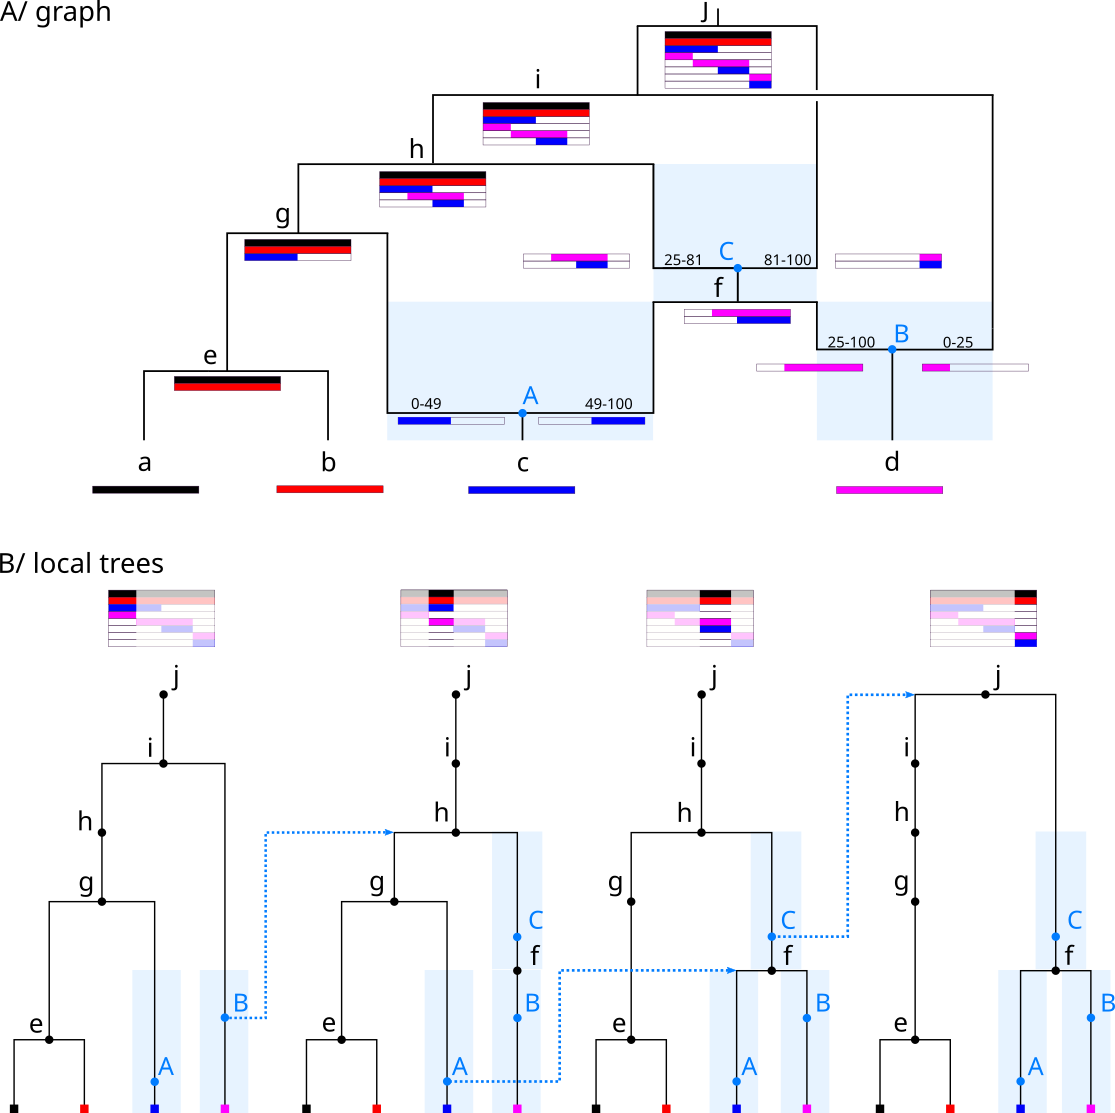 A/ graph
J
i
h
g
C
25-81 81-100
f
B
25-100 0-25
e
A
0-49 49-100
a b c d
B/ local trees
j j j j
i i i i
h h h h
g g g g
C C C
f f f
B B B B
e e e e
A A A A